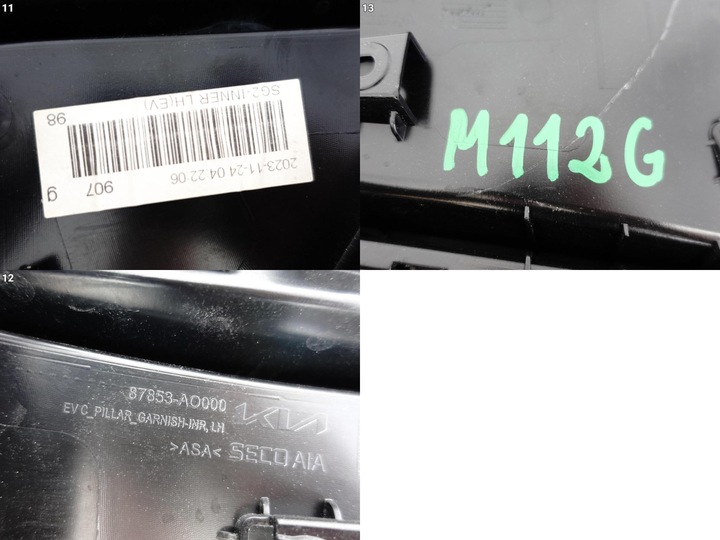 11
SG2-INNER LH(EV)
98
2023-11-24 04 22 06
907
g
13
M112G
12
87853-AO000
EV C_PILLAR_GARNISH-INR, LH
KIA
>ASA< SECO AIA